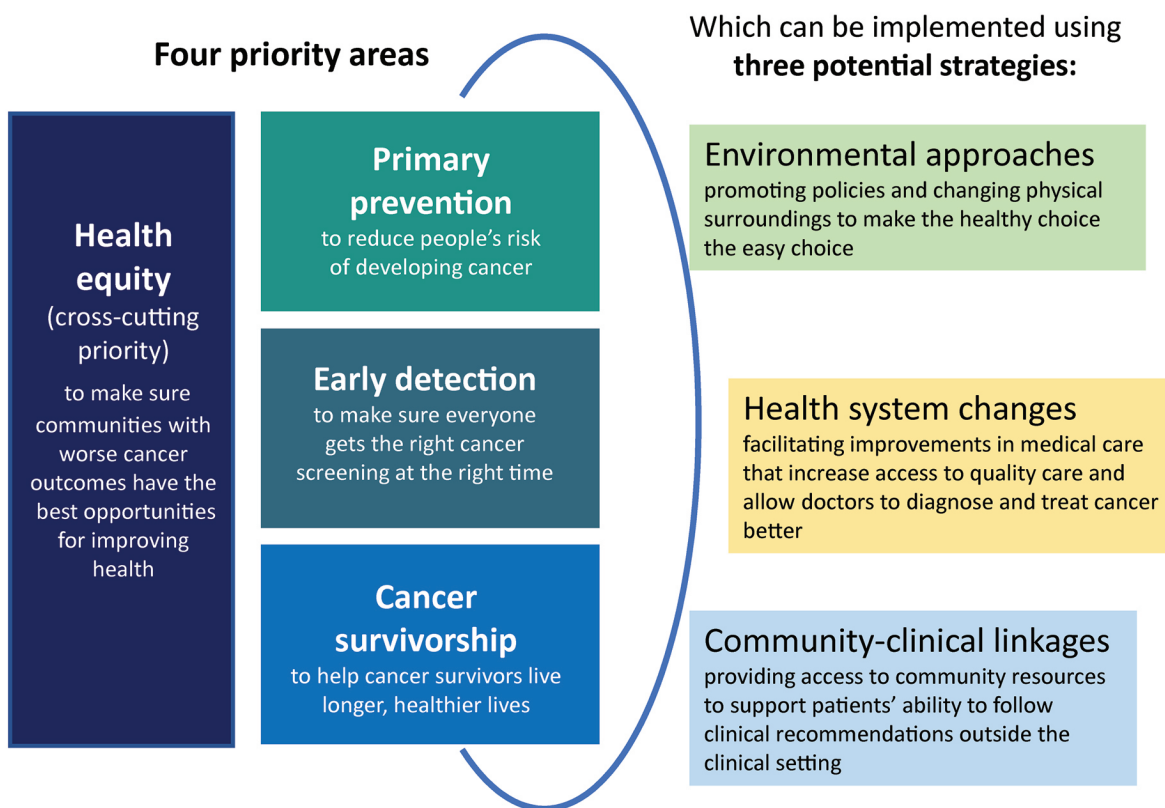 Four priority areas
Health
equity
(cross-cutting
priority)
to make sure
communities with
worse cancer
outcomes have the
best opportunities
for improving
health
Primary
prevention
to reduce people’s risk
of developing cancer
Early detection
to make sure everyone
gets the right cancer
screening at the right time
Cancer
survivorship
to help cancer survivors live
longer, healthier lives
Which can be implemented using
three potential strategies:
Environmental approaches
promoting policies and changing physical
surroundings to make the healthy choice
the easy choice
Health system changes
facilitating improvements in medical care
that increase access to quality care and
allow doctors to diagnose and treat cancer
better
Community-clinical linkages
providing access to community resources
to support patients’ ability to follow
clinical recommendations outside the
clinical setting